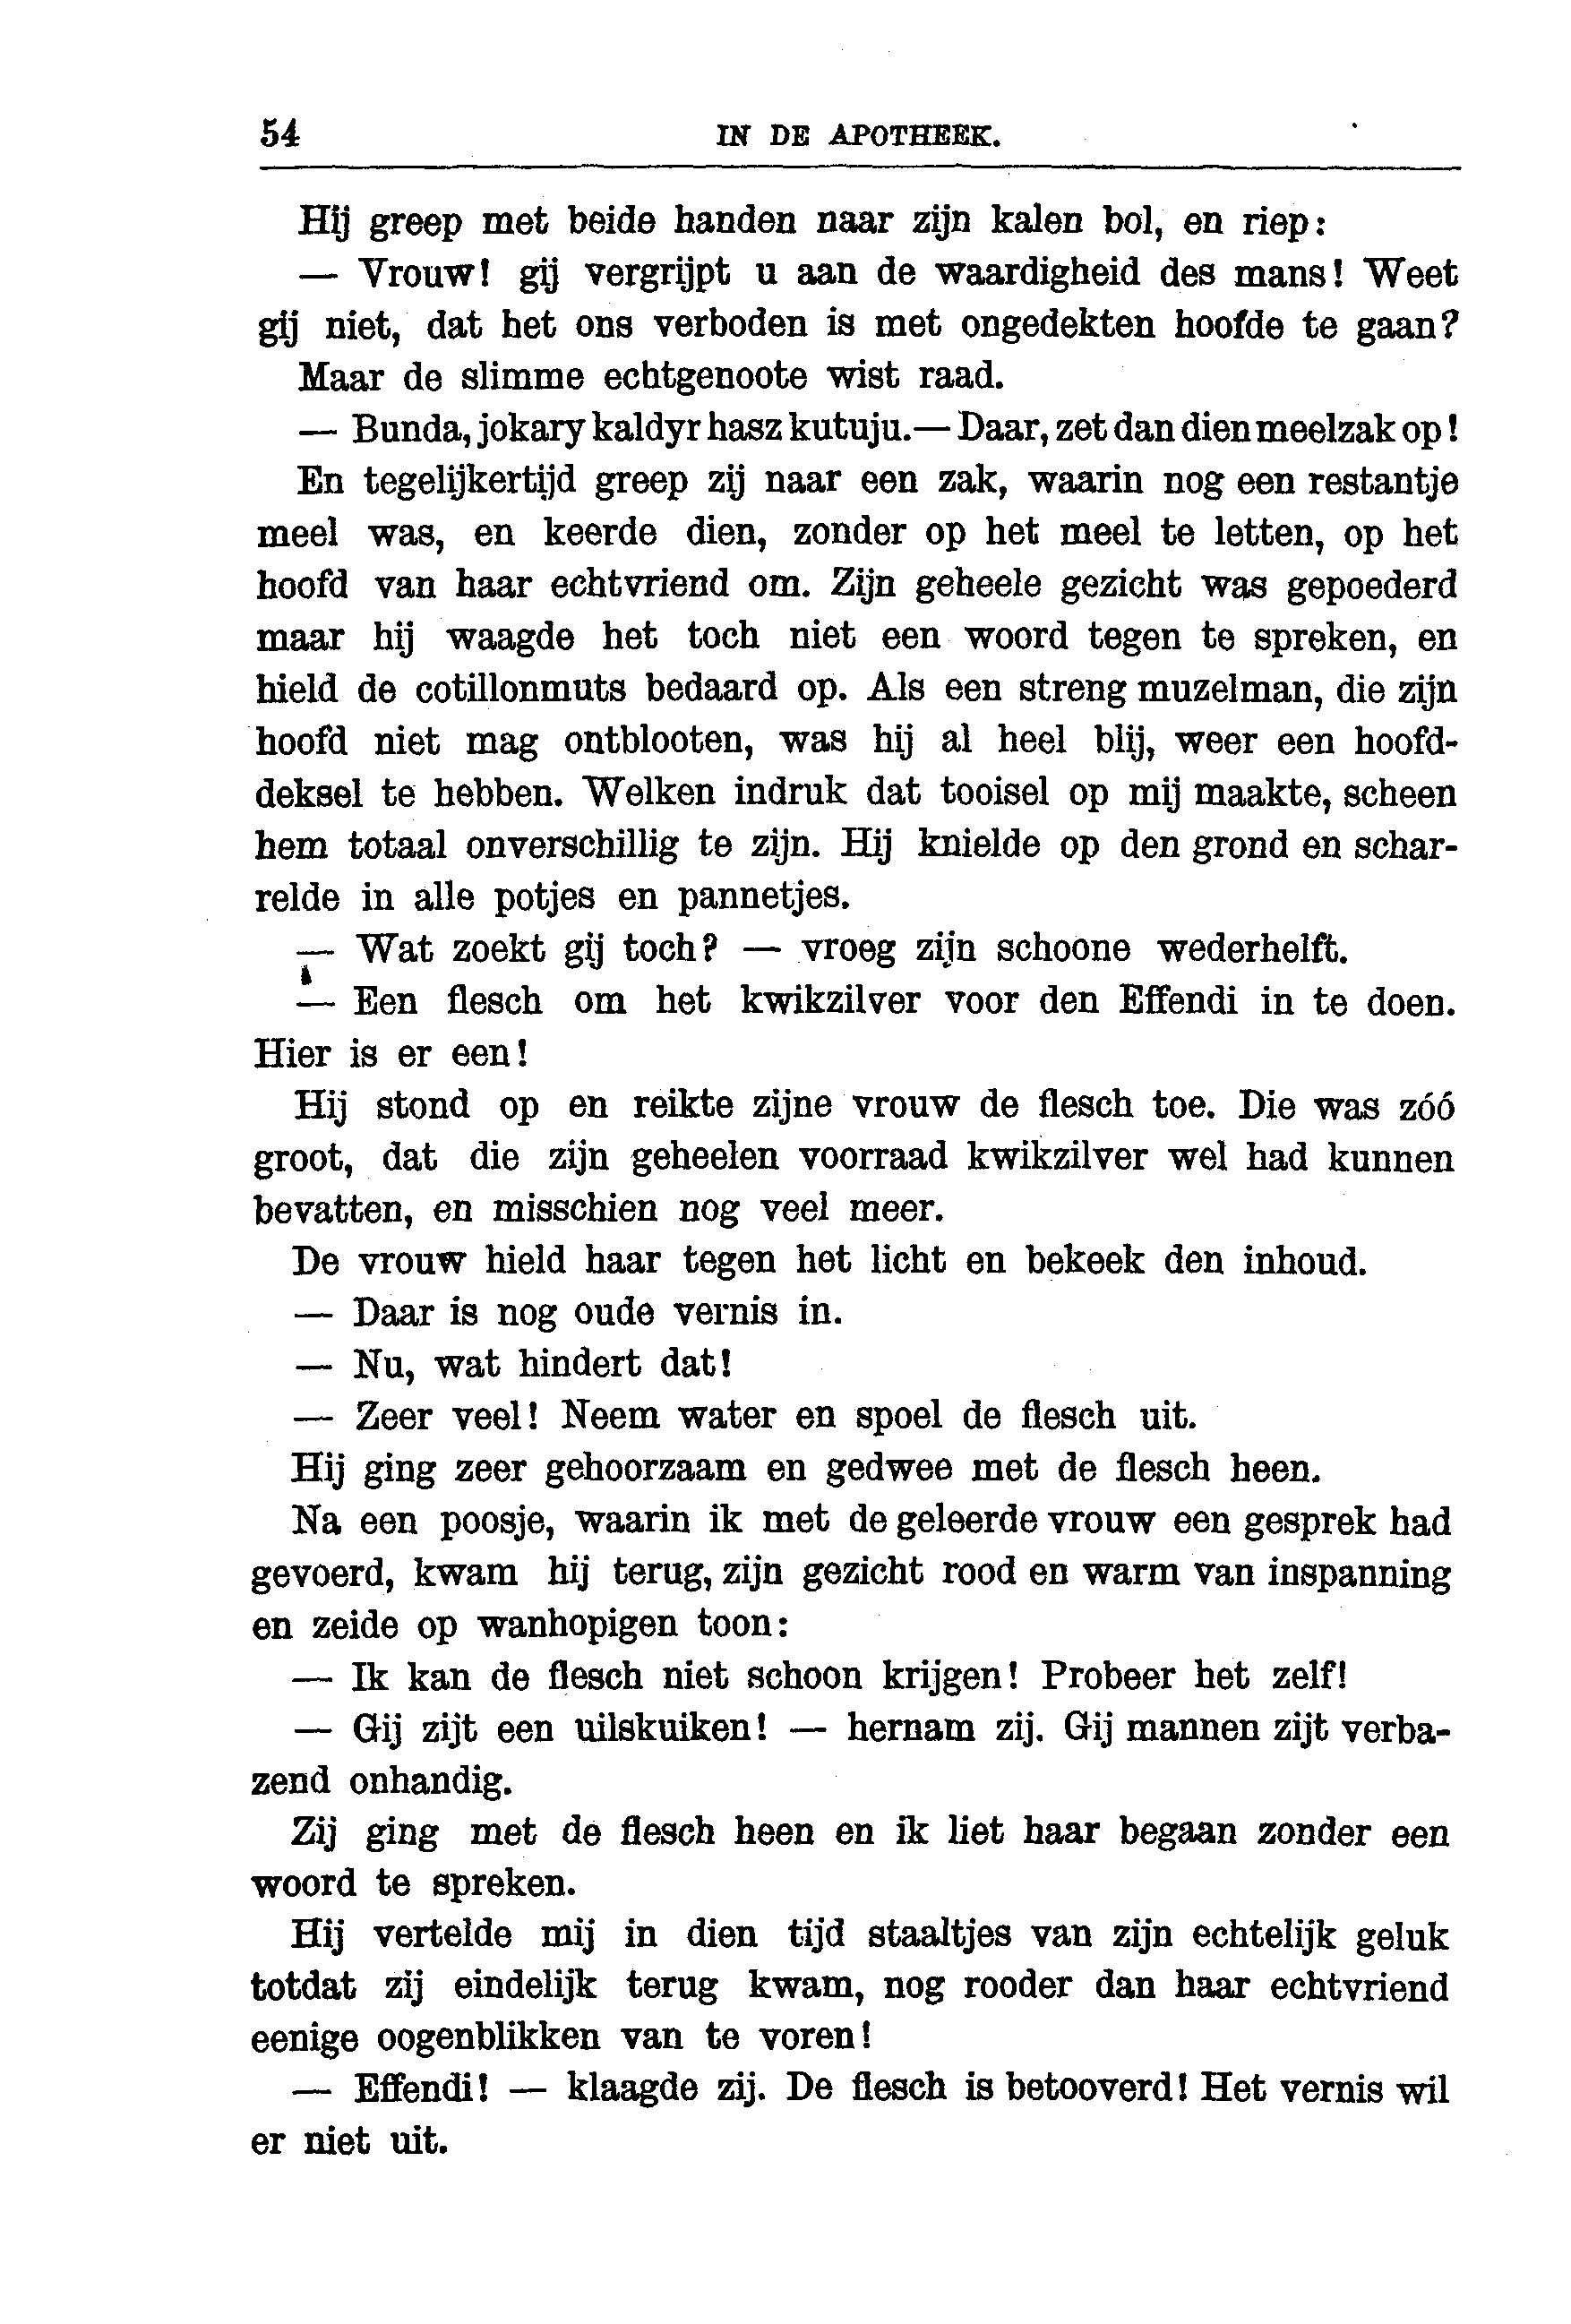 54 IN DE APOTHEEK.
Hij greep met beide handen naar zijn kalen bol, en riep:
— Vrouw! gij vergrijpt u aan de waardigheid des mans! Weet
gij niet, dat het ons verboden is met ongedekten hoofde te gaan?
Maar de slimme echtgenoote wist raad.
— Bunda, jokary kaldyr hasz kutuju. — Daar, zet dan dien meelzak op!
En tegelijkertijd greep zij naar een zak, waarin nog een restantje
meel was, en keerde dien, zonder op het meel te letten, op het
hoofd van haar echtvriend om. Zijn geheele gezicht was gepoederd
maar hij waagde het toch niet een woord tegen te spreken, en
hield de cotillonmuts bedaard op. Als een streng muzelman, die zijn
hoofd niet mag ontblooten, was hij al heel blij, weer een hoofd-
deksel te hebben. Welken indruk dat tooisel op mij maakte, scheen
hem totaal onverschillig te zijn. Hij knielde op den grond en schar-
relde in alle potjes en pannetjes.
— Wat zoekt gij toch? — vroeg zijn schoone wederhelft.
— Een flesch om het kwikzilver voor den Effendi in te doen.
Hier is er een!
Hij stond op en reikte zijne vrouw de flesch toe. Die was zóó
groot, dat die zijn geheelen voorraad kwikzilver wel had kunnen
bevatten, en misschien nog veel meer.
De vrouw hield haar tegen het licht en bekeek den inhoud.
— Daar is nog oude vernis in.
— Nu, wat hindert dat!
— Zeer veel! Neem water en spoel de flesch uit.
Hij ging zeer gehoorzaam en gedwee met de flesch heen.
Na een poosje, waarin ik met de geleerde vrouw een gesprek had
gevoerd, kwam hij terug, zijn gezicht rood en warm van inspanning
en zeide op wanhopigen toon:
— Ik kan de flesch niet schoon krijgen! Probeer het zelf!
— Gij zijt een uilskuiken! — hernam zij. Gij mannen zijt verba-
zend onhandig.
Zij ging met de flesch heen en ik liet haar begaan zonder een
woord te spreken.
Hij vertelde mij in dien tijd staaltjes van zijn echtelijk geluk
totdat zij eindelijk terug kwam, nog rooder dan haar echtvriend
eenige oogenblikken van te voren!
— Effendi! — klaagde zij. De flesch is betooverd! Het vernis wil
er niet uit.